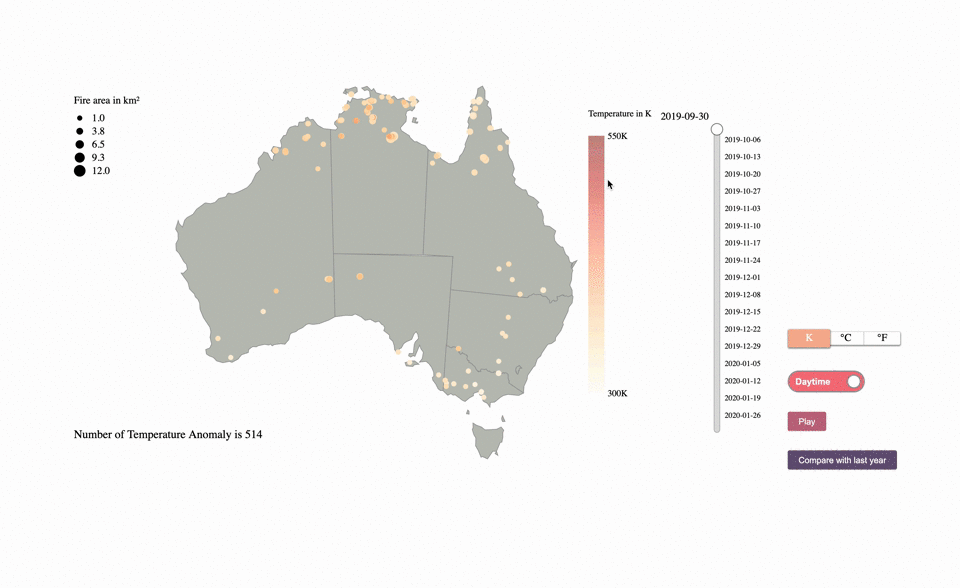 Fire area in km²
1.0
3.8
6.5
9.3
12.0
Number of Temperature Anomaly is 514
Temperature in K
550K
300K
2019-09-30
2019-10-06
2019-10-13
2019-10-20
2019-10-27
2019-11-03
2019-11-10
2019-11-17
2019-11-24
2019-12-01
2019-12-08
2019-12-15
2019-12-22
2019-12-29
2020-01-05
2020-01-12
2020-01-19
2020-01-26
K °C °F
Daytime
Play
Compare with last year